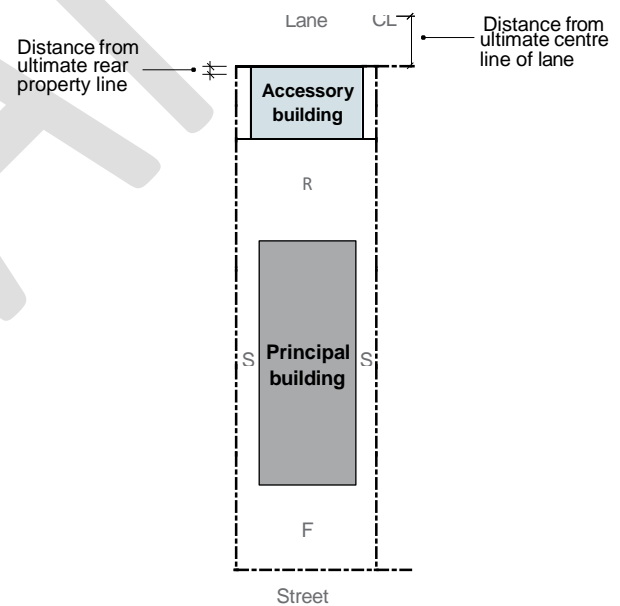 Lane
CL
Distance from
ultimate centre
line of lane
Distance from
ultimate rear
property line
Accessory
building
R
S
Principal
building
S
F
Street